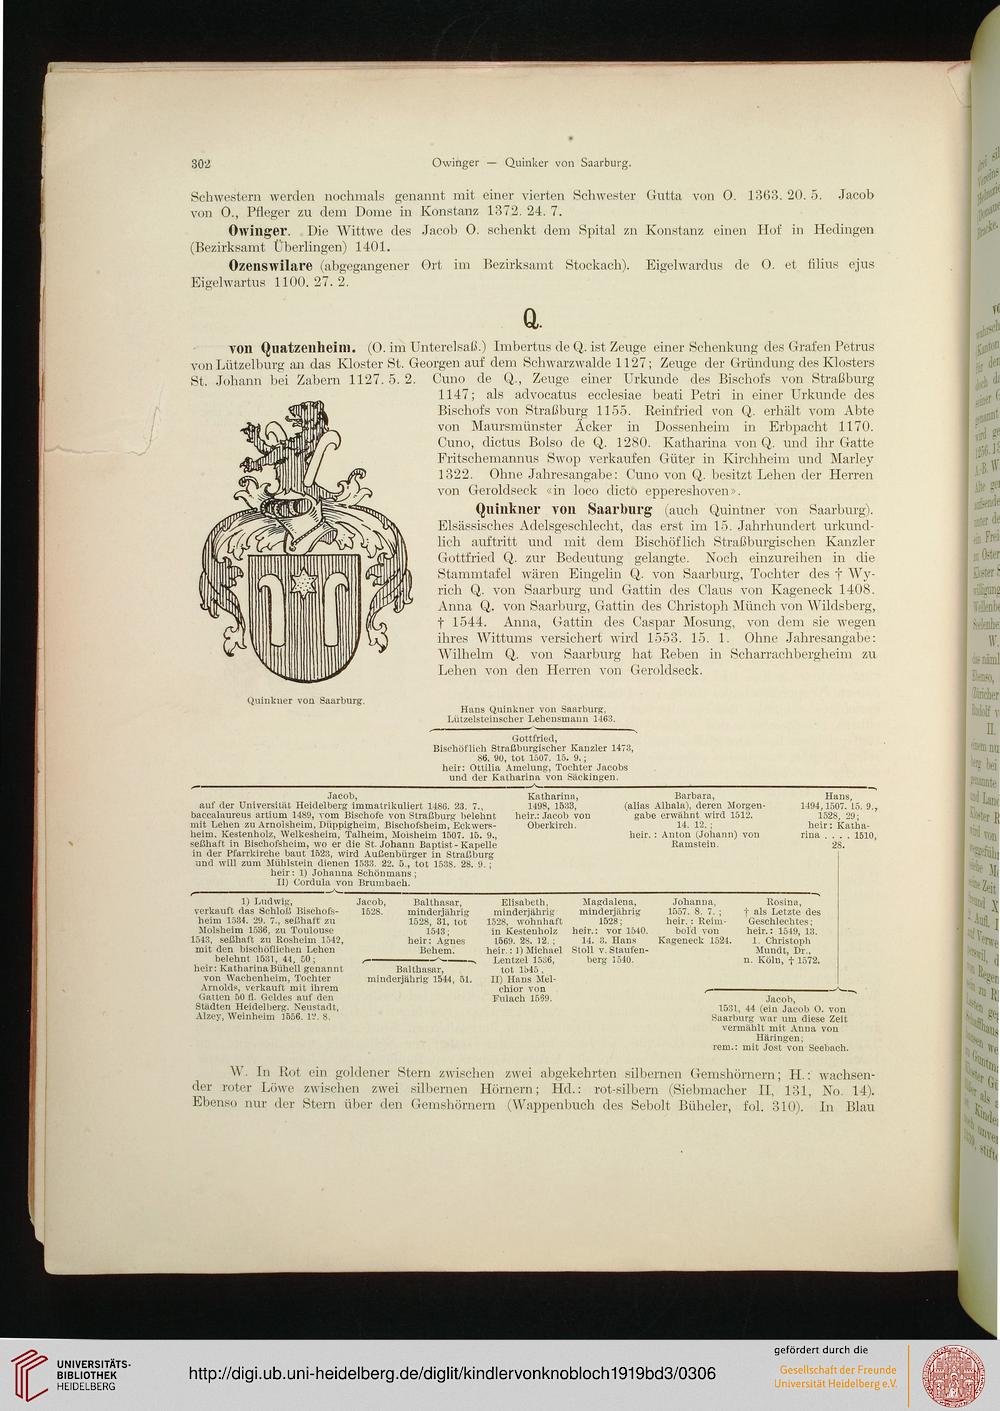 302
Owinger — Quinker von Saarburg.
Schwestern werden nochmals genannt mit einer vierten Schwester Gutta von O. 1363. 20. 5. Jacob
von O., Pfleger zu dem Dome in Konstanz 1372. 24. 7.
Owinger. Die Wittwe des Jacob O. schenkt dem Spital zn Konstanz einen Hof in Hedingen
(Bezirksamt Überlingen) 1401.
Ozenswilare (abgegangener Ort im Bezirksamt Stockach). Eigelwardus de O. et filius ejus
Eigelwartus 1100. 27. 2.
Q.
von Quatzenheim. (O. im Unterelsaß.) Imbertus de Q. ist Zeuge einer Schenkung des Grafen Petrus
von Lützelburg an das Kloster St. Georgen auf dem Schwarzwalde 1127; Zeuge der Gründung des Klosters
St. Johann bei Zabern 1127. 5. 2. Cuno de Q., Zeuge einer Urkunde des Bischofs von Straßburg
1147; als advocatus ecclesiae beati Petri in einer Urkunde des
Bischofs von Straßburg 1155. Reinfried von Q. erhält vom Abte
von Maursmünster Äcker in Dossenheim in Erbpacht 1170.
Cuno, dictus Bolso de Q. 1280. Katharina von Q. und ihr Gatte
Fritschemannus Swop verkaufen Güter in Kirchheim und Marley
1322. Ohne Jahresangabe: Cuno von Q. besitzt Lehen der Herren
von Geroldseck «in loco dicto eppereshoven».
Quinkner von Saarburg (auch Quintner von Saarburg).
Elsässisches Adelsgeschlecht, das erst im 15. Jahrhundert urkund-
lich auftritt und mit dem Bischöflich Straßburgischen Kanzler
Gottfried Q. zur Bedeutung gelangte. Noch einzureihen in die
Stammtafel wären Eingelin Q. von Saarburg, Tochter des † Wy-
rich Q. von Saarburg und Gattin des Claus von Kageneck 1408.
Anna Q. von Saarburg, Gattin des Christoph Münch von Wildsberg,
† 1544. Anna, Gattin des Caspar Mosung, von dem sie wegen
ihres Wittums versichert wird 1553. 15. 1. Ohne Jahresangabe:
Wilhelm Q. von Saarburg hat Reben in Scharrachbergheim zu
Lehen von den Herren von Geroldseck.
Quinkner von Saarburg.
Hans Quinkner von Saarburg,
Lützelsteinscher Lehensmann 1463.
Gottfried,
Bischöflich Straßburgischer Kanzler 1473,
86. 90, tot 1507. 15. 9.;
heir: Ottilia Amelung, Tochter Jacobs
und der Katharina von Säckingen.
Jacob,
auf der Universität Heidelberg immatrikuliert 1486. 23. 7.,
baccalaureus artium 1489, vom Bischofe von Straßburg belehnt
mit Lehen zu Arnolsheim, Düppigheim, Bischofsheim, Eckwers-
heim, Kestenholz, Welkesheim, Talheim, Molsheim 1507. 15. 9.,
seßhaft in Bischofsheim, wo er die St. Johann Baptist-Kapelle
in der Pfarrkirche baut 1523, wird Außenbürger in Straßburg
und will zum Mühlstein dienen 1533. 22. 5., tot 1538. 28. 9.;
heir: 1) Johanna Schönmans;
II) Cordula von Brumbach.
Katharina,
1498, 1533,
heir.: Jacob von
Oberkirch.
Barbara,
(alias Alhala), deren Morgen-
gabe erwähnt wird 1512.
14. 12.;
heir.: Anton (Johann) von
Ramstein.
Hans,
1494, 1507. 15. 9.,
1528, 29;
heir: Katha-
rina . . . . 1510,
28.
1) Ludwig,
verkauft das Schloß Bischofs-
heim 1534. 29. 7., seßhaft zu
Molsheim 1536, zu Toulouse
1543, seßhaft zu Rosheim 1542,
mit den bischöflichen Lehen
belehnt 1531, 44, 50;
heir: Katharina Bühell genannt
von Wachenheim, Tochter
Arnolds, verkauft mit ihrem
Gatten 50 fl. Geldes auf den
Städten Heidelberg, Neustadt,
Alzey, Weinheim 1556. 12. 8.
Jacob,
1528.
Balthasar,
minderjährig
1528, 31, tot
1543;
heir: Agnes
Behem.
Balthasar,
minderjährig 1544, 51.
Elisabeth,
minderjährig
1528, wohnhaft
in Kestenholz
1569. 28. 12.;
heir.: I) Michael
Lentzel 1536,
tot 1545,
II) Hans Mel-
chior von
Fulach 1569.
Magdalena,
minderjährig
1528;
heir.: vor 1540.
14. 3. Hans
Stoll v. Staufen-
berg 1540.
Johanna,
1557. 8. 7.;
heir.: Reim-
bold von
Kageneck 1524.
Rosina,
† als Letzte des
Geschlechtes;
heir.: 1549, 13.
1. Christoph
Mundt, Dr.,
n. Köln, † 1572.
Jacob,
1531, 44 (ein Jacob O. von
Saarburg war um diese Zeit
vermählt mit Anna von
Häringen;
rem.: mit Jost von Seebach.
W. In Rot ein goldener Stern zwischen zwei abgekehrten silbernen Gemshörnern; H.: wachsen-
der roter Löwe zwischen zwei silbernen Hörnern; Hd.: rot-silbern (Siebmacher II, 131, No. 14).
Ebenso nur der Stern über den Gemshörnern (Wappenbuch des Sebolt Büheler, fol. 310). In Blau
UNIVERSITÄTS-
BIBLIOTHEK
HEIDELBERG
http://digi.ub.uni-heidelberg.de/diglit/kindlervonknobloch1919bd3/0306
gefördert durch die
Gesellschaft der Freunde
Universität Heidelberg e.V.